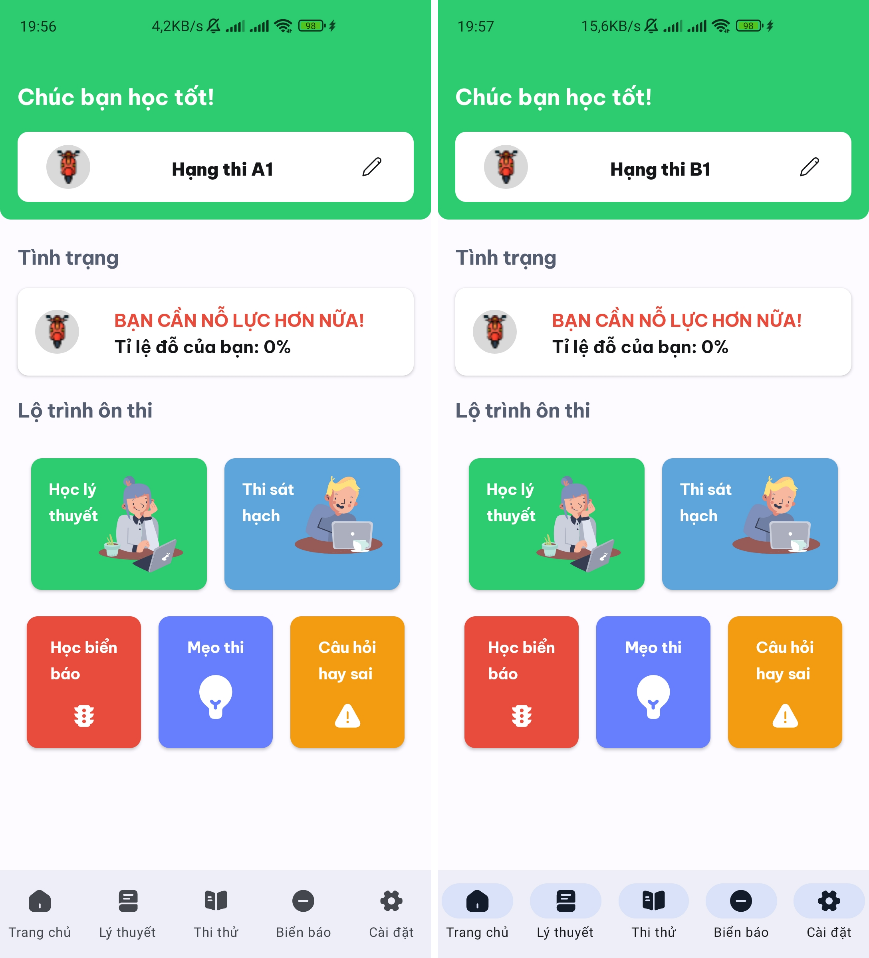 19:56 4,2KB/s 98
Chúc bạn học tốt!
Hạng thi A1
Tình trạng
BẠN CẦN NỖ LỰC HƠN NỮA!
Tỉ lệ đỗ của bạn: 0%
Lộ trình ôn thi
Học lý
thuyết
Thi sát
hạch
Học biển
báo
Mẹo thi
Câu hỏi
hay sai
Trang chủ Lý thuyết Thi thử Biển báo Cài đặt
19:57 15,6KB/s 98
Chúc bạn học tốt!
Hạng thi B1
Tình trạng
BẠN CẦN NỖ LỰC HƠN NỮA!
Tỉ lệ đỗ của bạn: 0%
Lộ trình ôn thi
Học lý
thuyết
Thi sát
hạch
Học biển
báo
Mẹo thi
Câu hỏi
hay sai
Trang chủ Lý thuyết Thi thử Biển báo Cài đặt